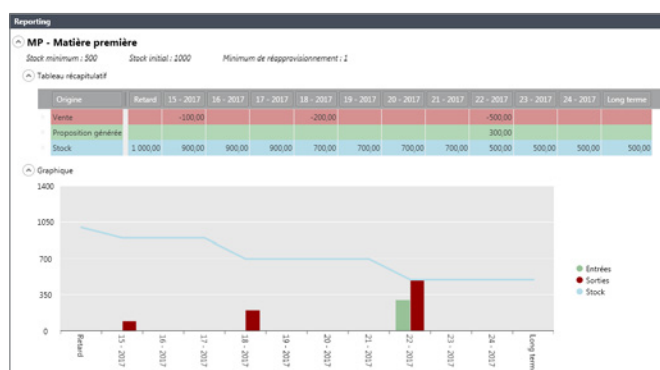 Reporting
MP - Matière première
Stock minimum : 500 Stock initial : 1000 Minimum de réapprovisionnement : 1
Tableau récapitulatif
Origine Retard 15 - 2017 16 - 2017 17 - 2017 18 - 2017 19 - 2017 20 - 2017 21 - 2017 22 - 2017 23 - 2017 24 - 2017 Long terme
Vente -100,00 -200,00 -500,00
Proposition générée 300,00
Stock 1 000,00 900,00 900,00 900,00 700,00 700,00 700,00 700,00 500,00 500,00 500,00 500,00
Graphique
1400
1050
700
350
0
Retard 15 - 2017 16 - 2017 17 - 2017 18 - 2017 19 - 2017 20 - 2017 21 - 2017 22 - 2017 23 - 2017 24 - 2017 Long term
Entrées
Sorties
Stock